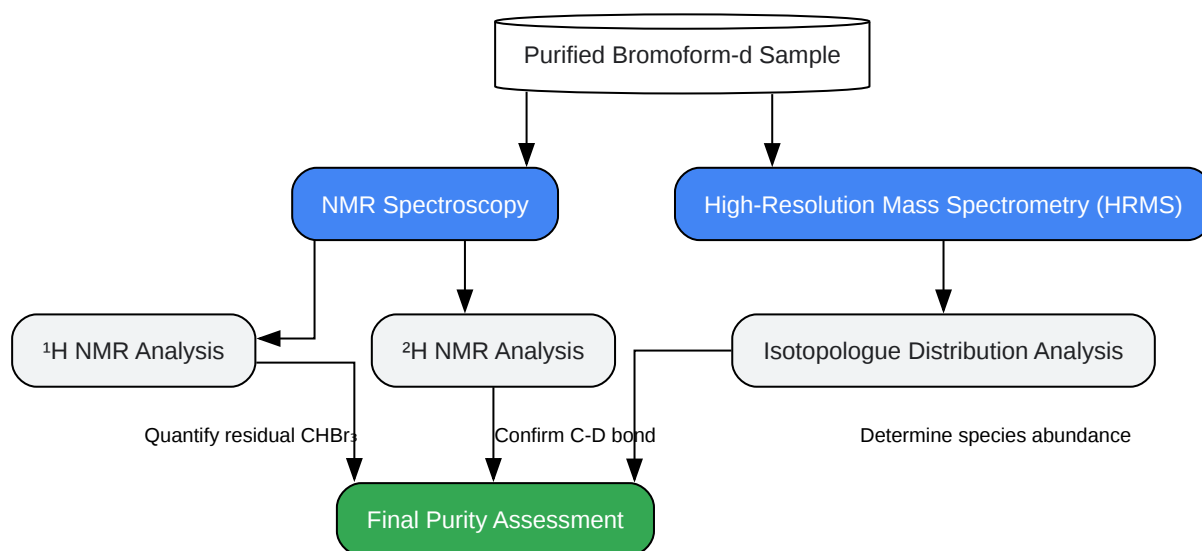 Purified Bromoform-d Sample
NMR Spectroscopy
High-Resolution Mass Spectrometry (HRMS)
¹H NMR Analysis
²H NMR Analysis
Isotopologue Distribution Analysis
Quantify residual CHBr₃
Confirm C-D bond
Determine species abundance
Final Purity Assessment